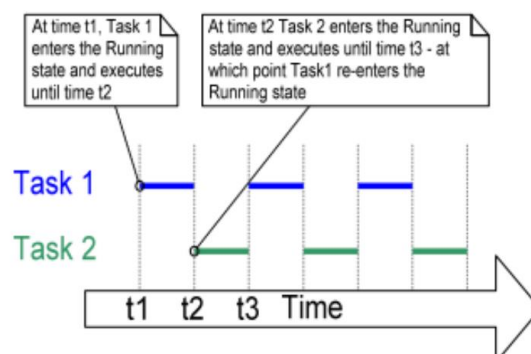 At time t1, Task 1
enters the Running
state and executes
until time t2
At time t2 Task 2 enters the Running
state and executes until time t3 - at
which point Task1 re-enters the
Running state
Task 1
Task 2
t1 t2 t3 Time